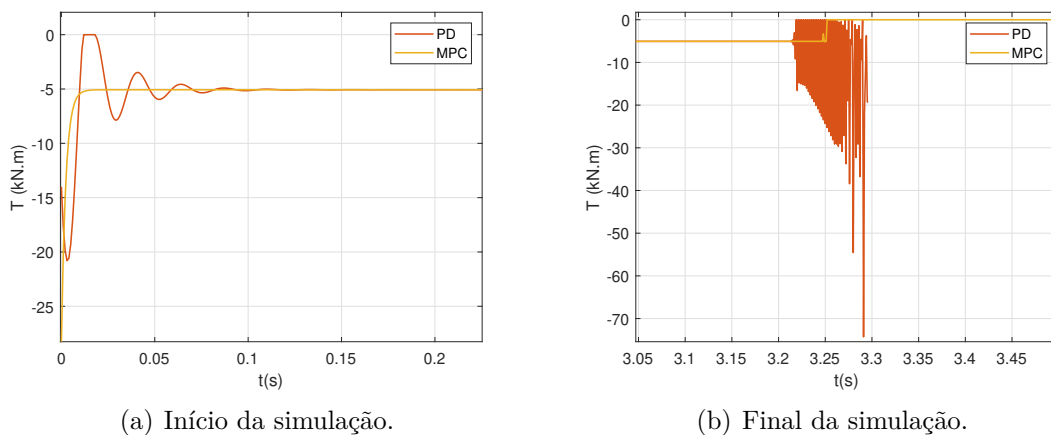 0
-5
-10
-15
-20
-25
T (kN.m)
0
0.05
0.1
0.15
0.2
t(s)
PD
MPC
(a) Início da simulação.
0
-10
-20
-30
-40
-50
-60
-70
T (kN.m)
3.05
3.1
3.15
3.2
3.25
3.3
3.35
3.4
3.45
t(s)
PD
MPC
(b) Final da simulação.